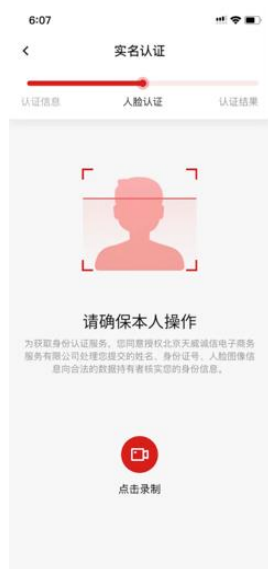 6:07
实名认证
认证信息 人脸认证 认证结果
请确保本人操作
为获取身份认证服务，您同意授权北京天威诚信电子商务
服务有限公司处理您提交的姓名、身份证号、人脸图像信
息向合法的数据持有者核实您的身份信息。
点击录制